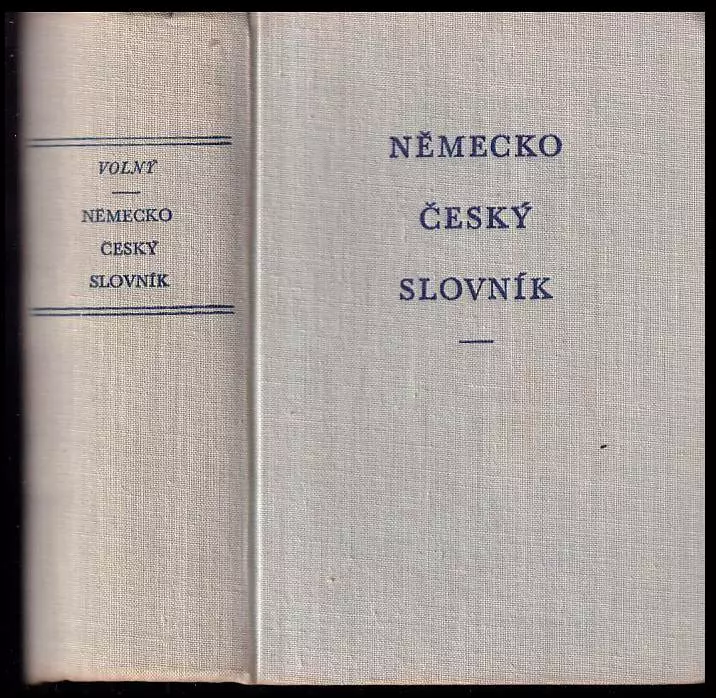 VOLNÝ
NĚMECKO
ČESKÝ
SLOVNÍK
NĚMECKO
ČESKÝ
SLOVNÍK